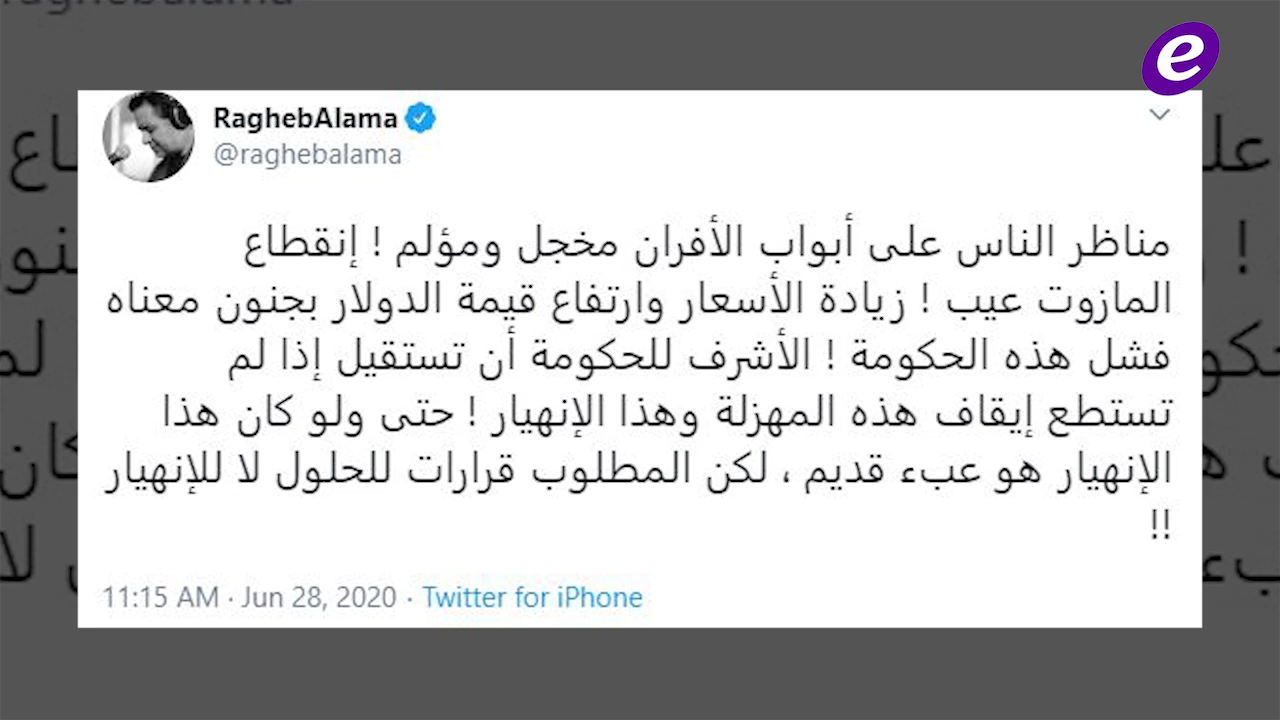 e
RaghebAlama
@raghebalama
مناظر الناس على أبواب الأفران مخجل ومؤلم ! إنقطاع
المازوت عيب ! زيادة الأسعار وارتفاع قيمة الدولار بجنون معناه
فشل هذه الحكومة ! الأشرف للحكومة أن تستقيل إذا لم
تستطع إيقاف هذه المهزلة وهذا الإنهيار ! حتى ولو كان هذا
الإنهيار هو عبء قديم ، لكن المطلوب قرارات للحلول لا للإنهيار
!!
11:15 AM · Jun 28, 2020 · Twitter for iPhone